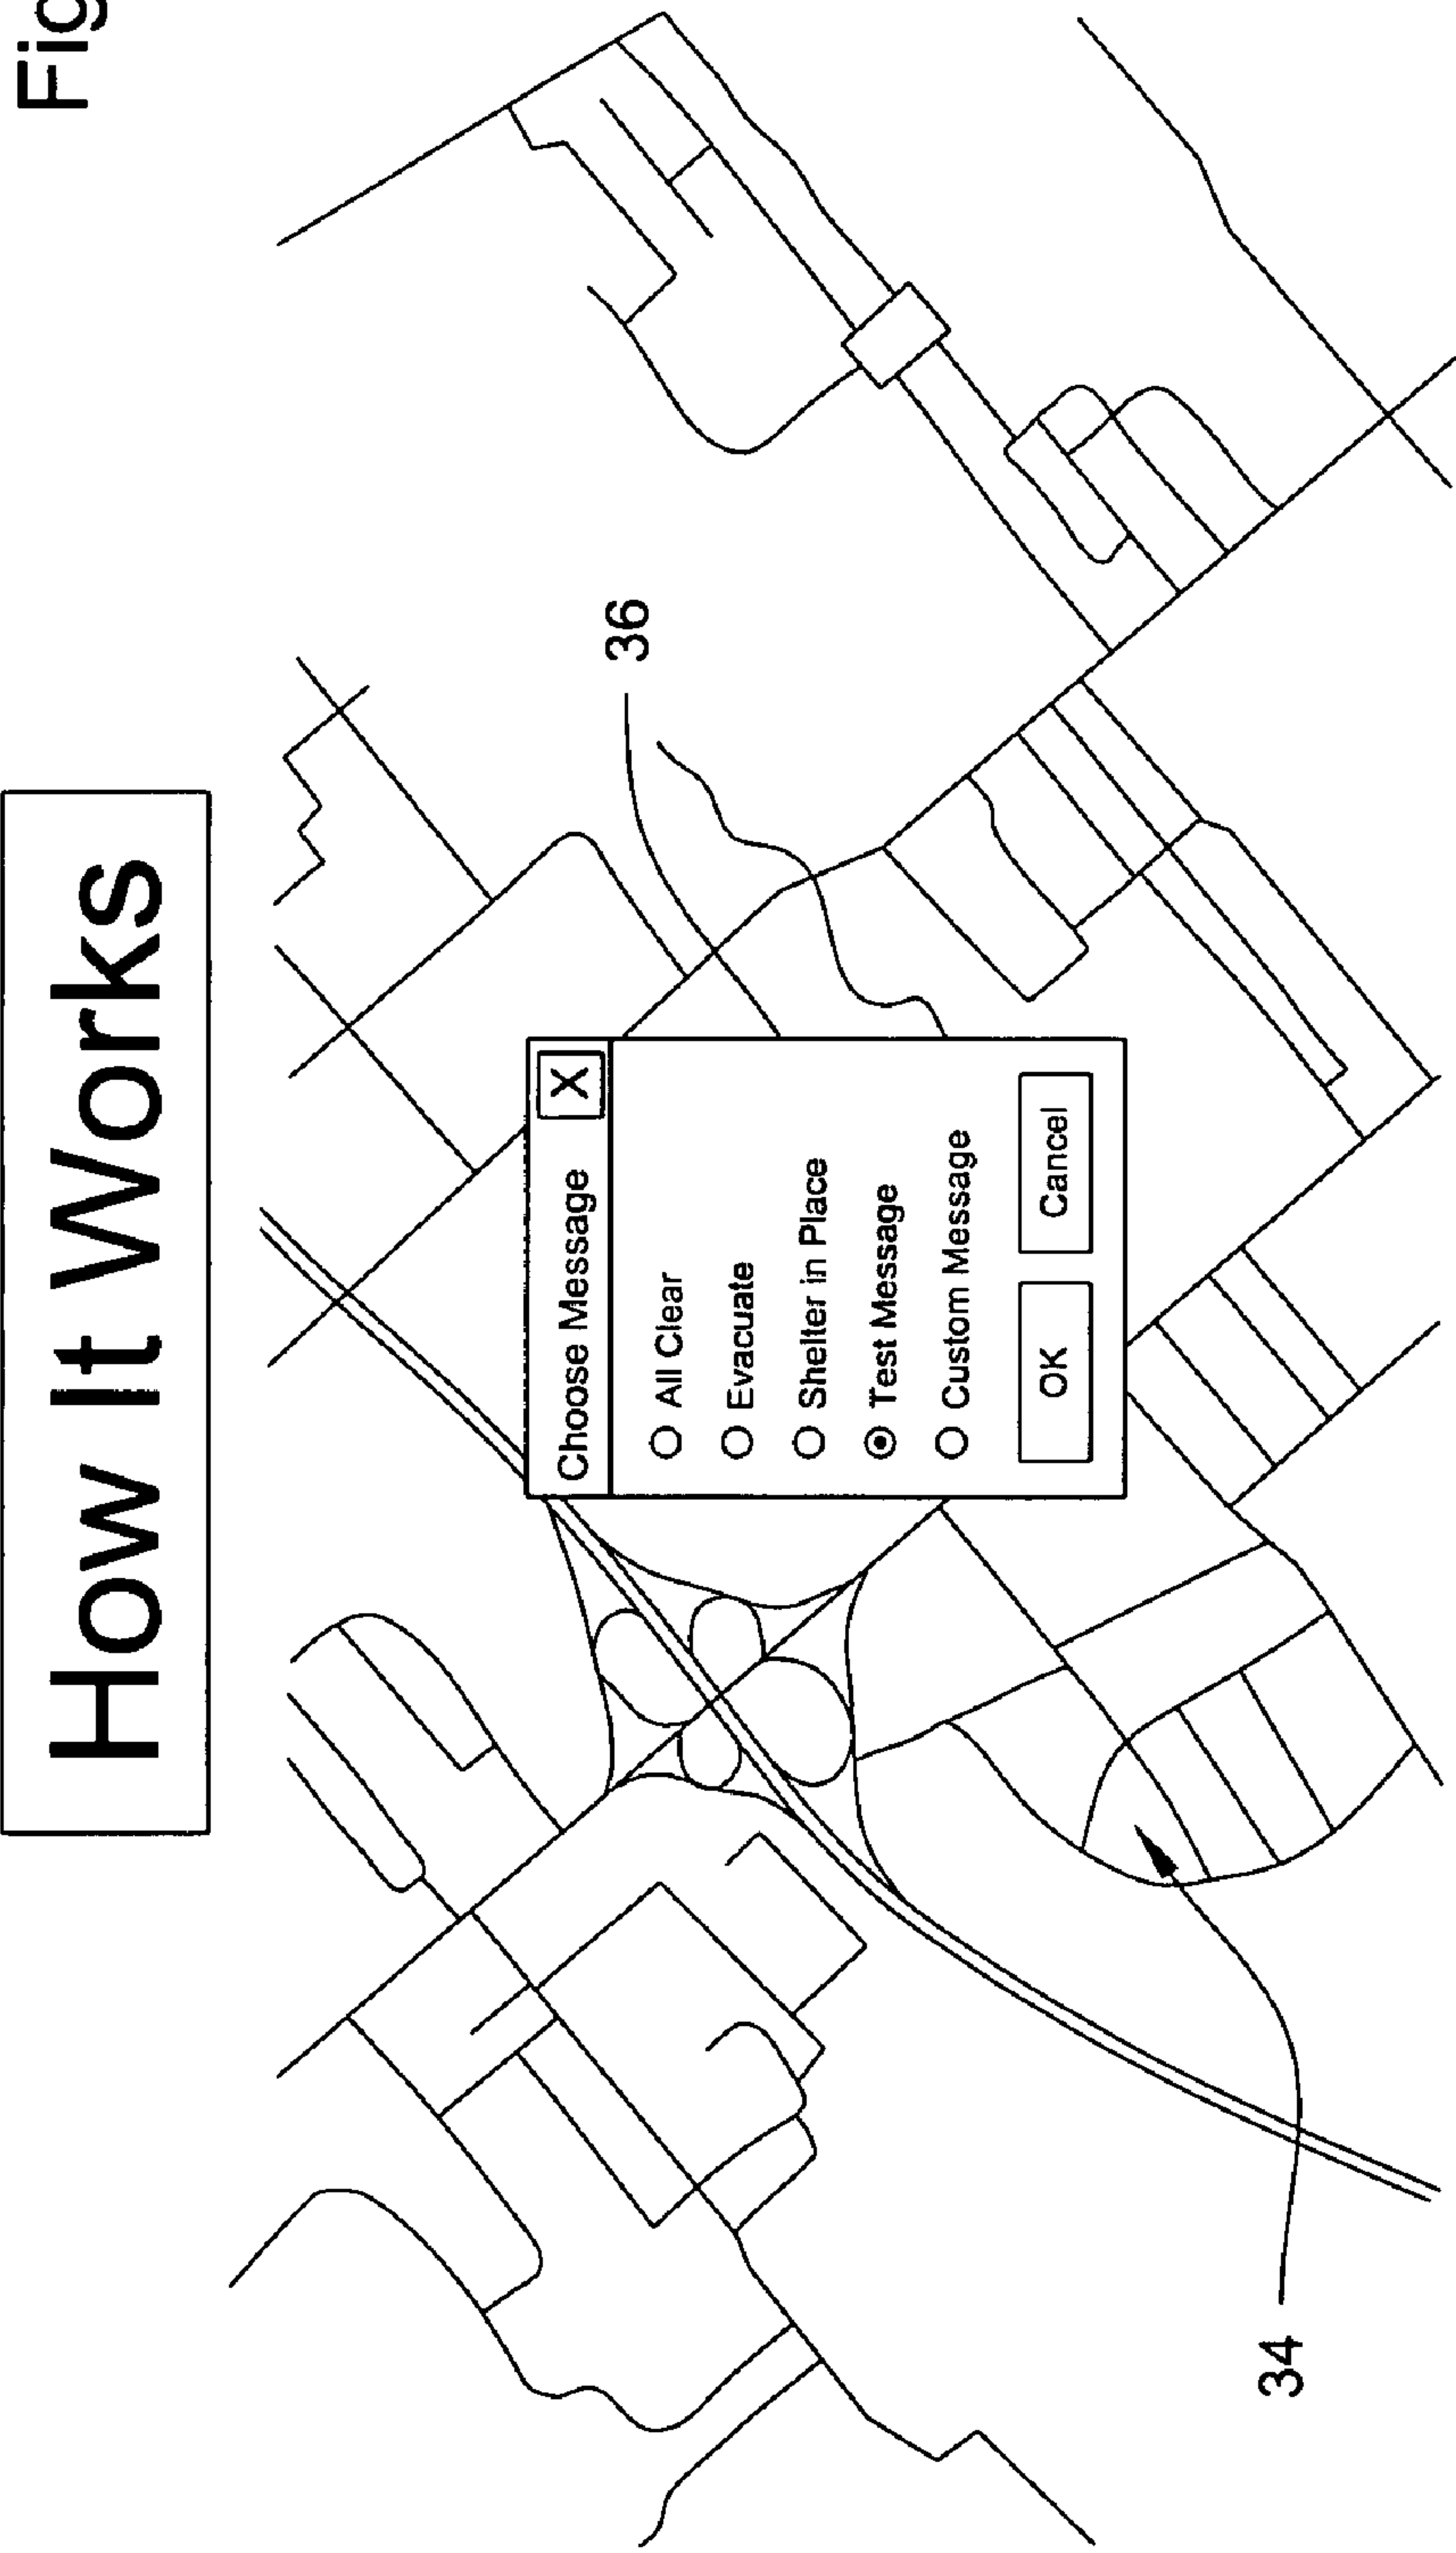 Fig
How It Works
36
Choose Message X
All Clear
Evacuate
Shelter in Place
Test Message
Custom Message
OK Cancel
34